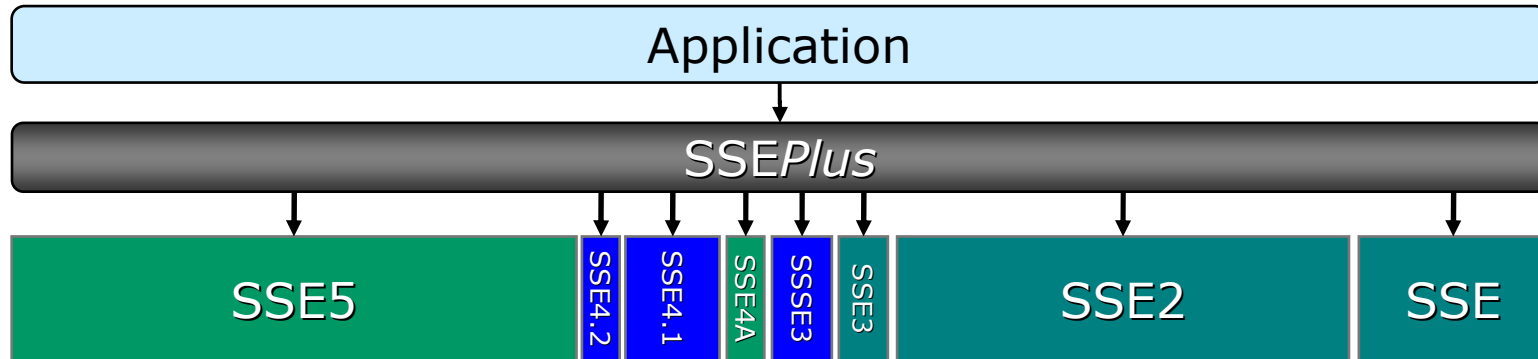 Application
SSEPlus
SSE5
SSE4.2
SSE4.1
SSE4A
SSSE3
SSE3
SSE2
SSE